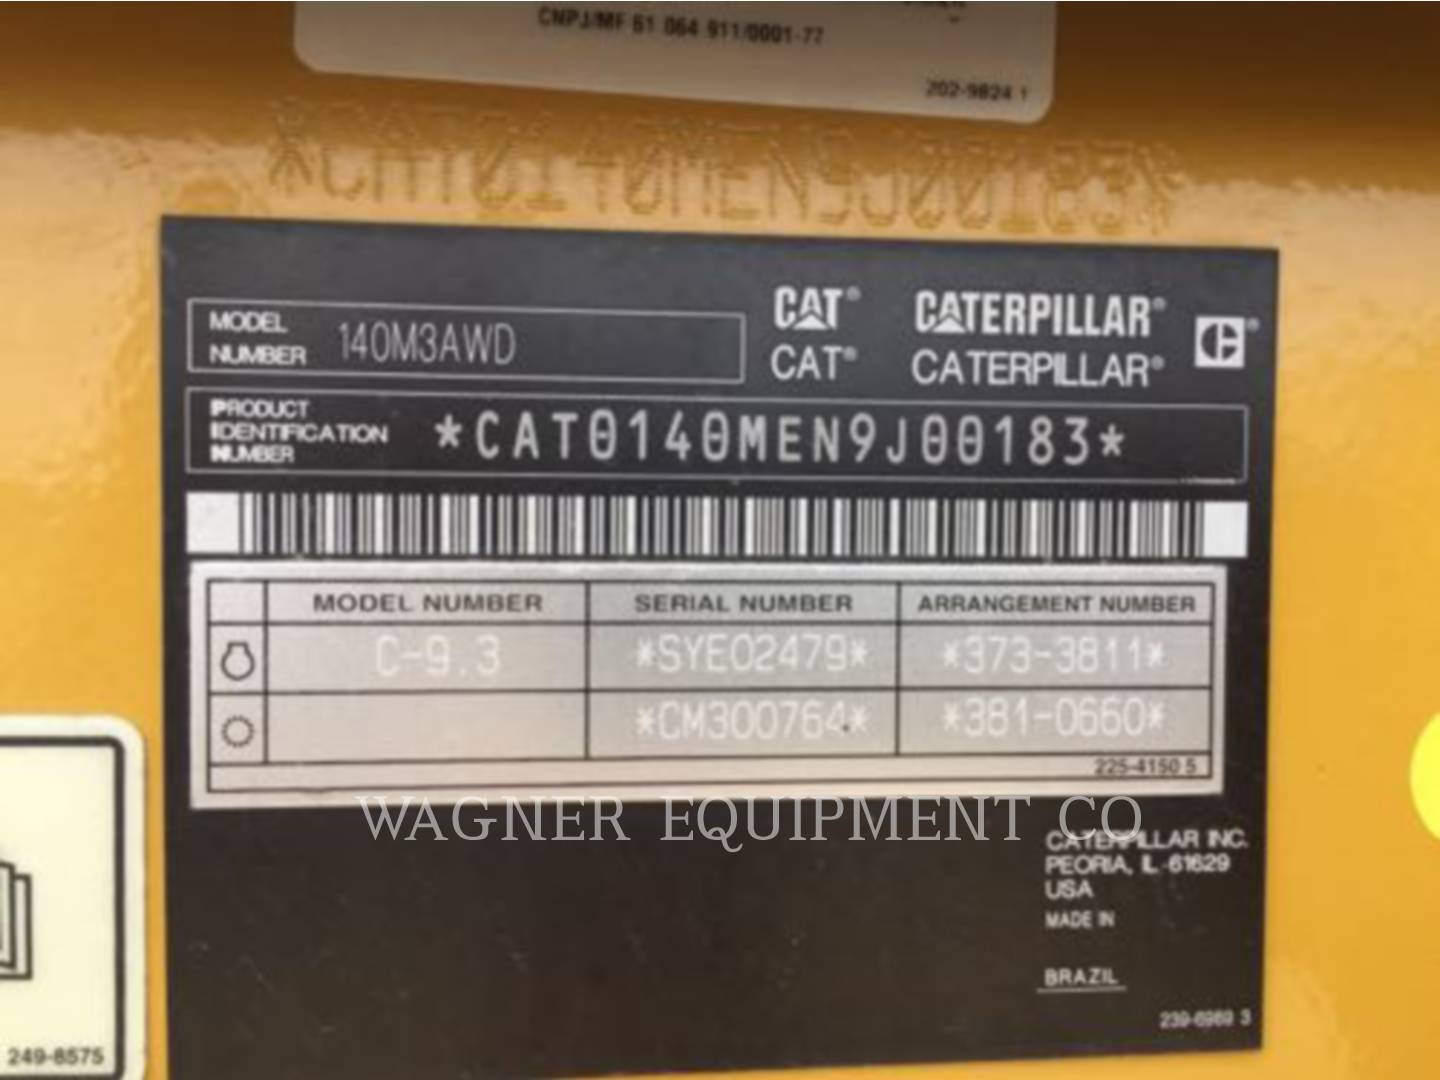 CNPJ/MF 61 064 911/0001-77
202-9824 1
*CAT0140MEN9J00183*
MODEL NUMBER 140M3AWD
CAT® CATERPILLAR®
CAT® CATERPILLAR®
PRODUCT IDENTIFICATION NUMBER *CAT0140MEN9J00183*
MODEL NUMBER SERIAL NUMBER ARRANGEMENT NUMBER
C-9.3 *SYE02479* *373-3811*
*CM300764* *381-0660*
225-4150 5
WAGNER EQUIPMENT CO
CATERPILLAR INC.
PEORIA, IL 61629
USA
MADE IN
BRAZIL
239-6969 3
249-8575